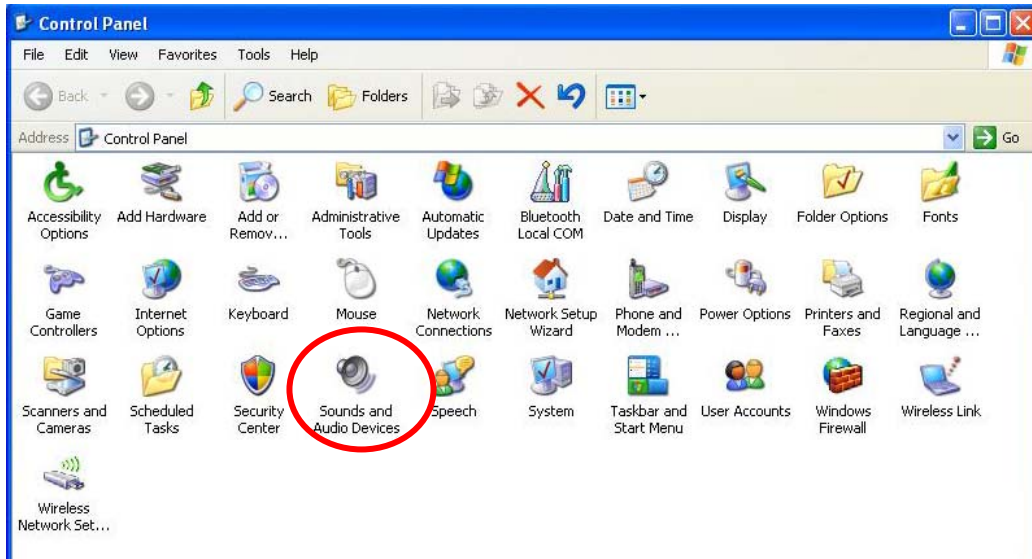 Control Panel
File Edit View Favorites Tools Help
Back Search Folders
Address Control Panel Go
Accessibility Options
Add Hardware
Add or Remov...
Administrative Tools
Automatic Updates
Bluetooth Local COM
Date and Time
Display
Folder Options
Fonts
Game Controllers
Internet Options
Keyboard
Mouse
Network Connections
Network Setup Wizard
Phone and Modem ...
Power Options
Printers and Faxes
Regional and Language ...
Scanners and Cameras
Scheduled Tasks
Security Center
Sounds and Audio Devices
Speech
System
Taskbar and Start Menu
User Accounts
Windows Firewall
Wireless Link
Wireless Network Set...